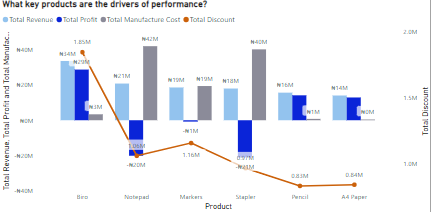 What key products are the drivers of performance?
Total Revenue Total Profit Total Manufacture Cost Total Discount
Total Revenue, Total Profit and Total Manufac...
₦40M
₦20M
₦0M
-₦20M
-₦40M
₦34M
₦29M
₦3M
1.85M
₦21M
₦42M
1.06M
-₦20M
₦19M
₦19M
-₦1M
1.16M
₦18M
₦40M
0.97M
₦16M
₦1M
0.83M
₦14M
₦0M
0.84M
2.0M
1.5M
1.0M
Total Discount
Biro
Notepad
Markers
Stapler
Pencil
A4 Paper
Product